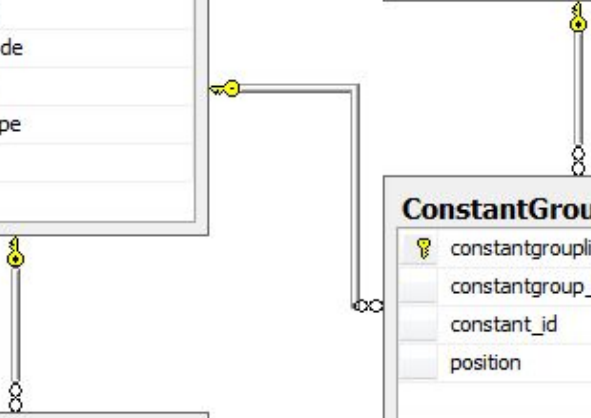 de
pe
ConstantGrou
constantgroupli
constantgroup_
constant_id
position